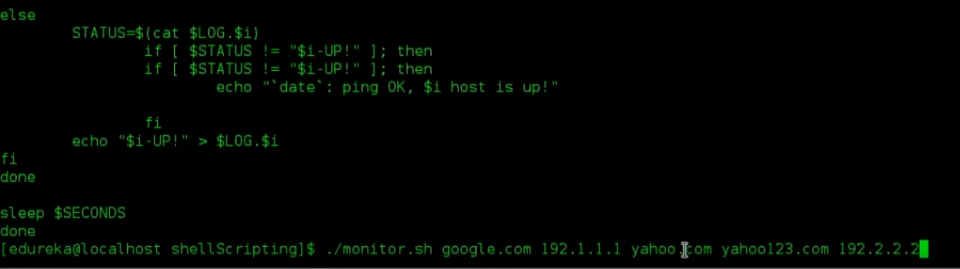 else
STATUS=$(cat $LOG.$i)
if [ $STATUS != "$i-UP!" ]; then
if [ $STATUS != "$i-UP!" ]; then
echo "`date`: ping OK, $i host is up!"
fi
echo "$i-UP!" > $LOG.$i
fi
done
sleep $SECONDS
done
[edureka@localhost shellScripting]$ ./monitor.sh google.com 192.1.1.1 yahoo.com yahoo123.com 192.2.2.2